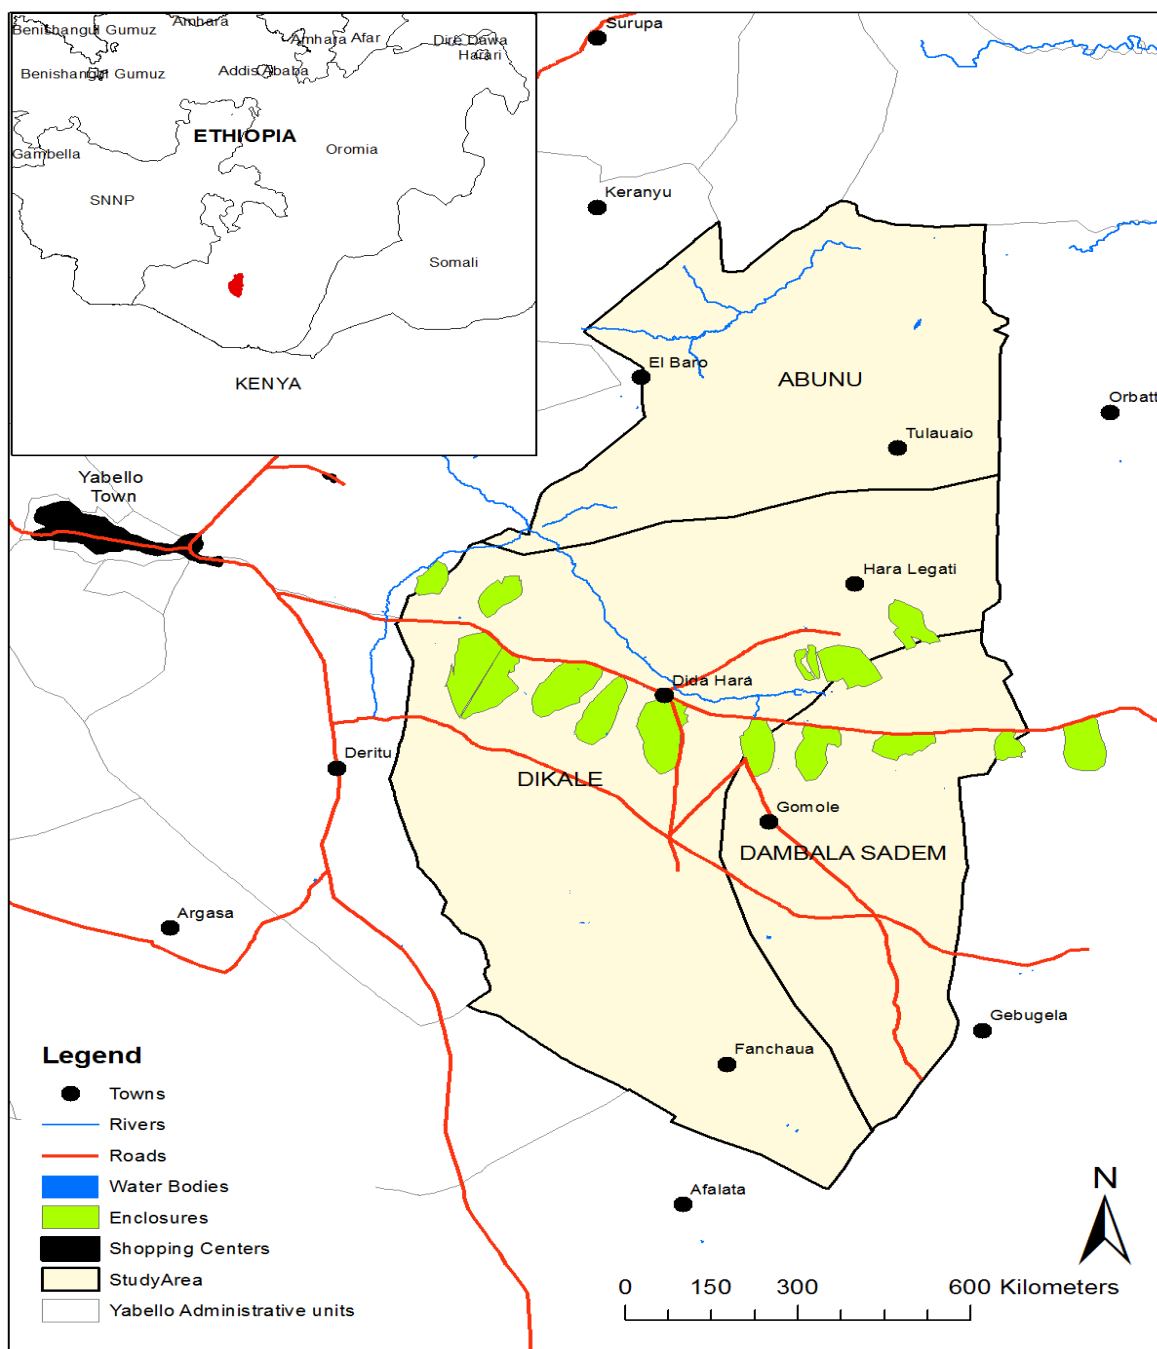 Benishangul Gumuz
Amhara
Amhara
Afar
Dire Dawa
Harari
Benishangul Gumuz
Addis Ababa
ETHIOPIA
Oromia
Gambella
SNNP
Somali
KENYA
Surupa
Keranyu
El Baro
ABUNU
Orbatt
Tulauaio
Yabello
Town
Hara Legati
Dida Hara
Deritu
DIKALE
Gomole
DAMBALA SADEM
Argasa
Gebugela
Fanchaua
Afalata
Legend
Towns
Rivers
Roads
Water Bodies
Enclosures
Shopping Centers
StudyArea
Yabello Administrative units
N
0 150 300 600 Kilometers